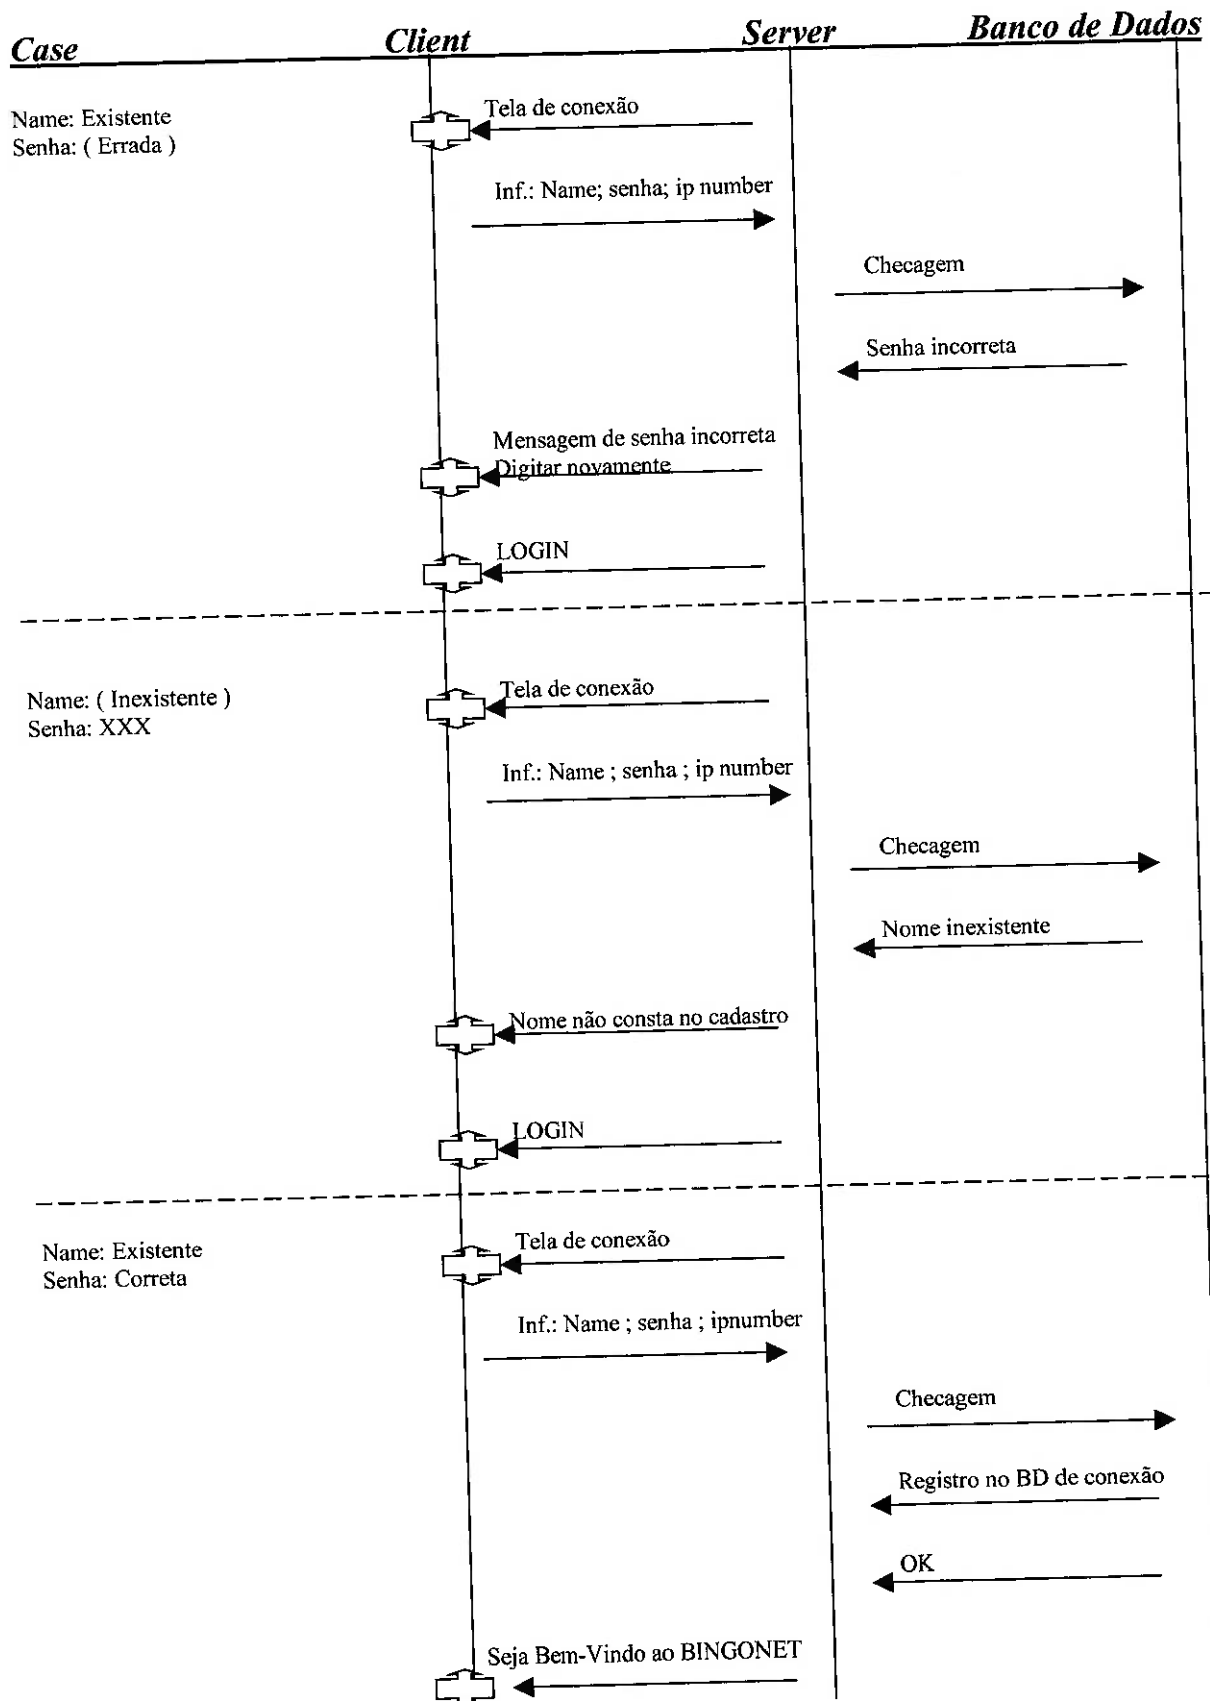 Case Client Server Banco de Dados
Name: Existente
Senha: ( Errada )
Tela de conexão
Inf.: Name; senha; ip number
Checagem
Senha incorreta
Mensagem de senha incorreta
Digitar novamente
LOGIN
Name: ( Inexistente )
Senha: XXX
Tela de conexão
Inf.: Name ; senha ; ip number
Checagem
Nome inexistente
Nome não consta no cadastro
LOGIN
Name: Existente
Senha: Correta
Tela de conexão
Inf.: Name ; senha ; ipnumber
Checagem
Registro no BD de conexão
OK
Seja Bem-Vindo ao BINGONET